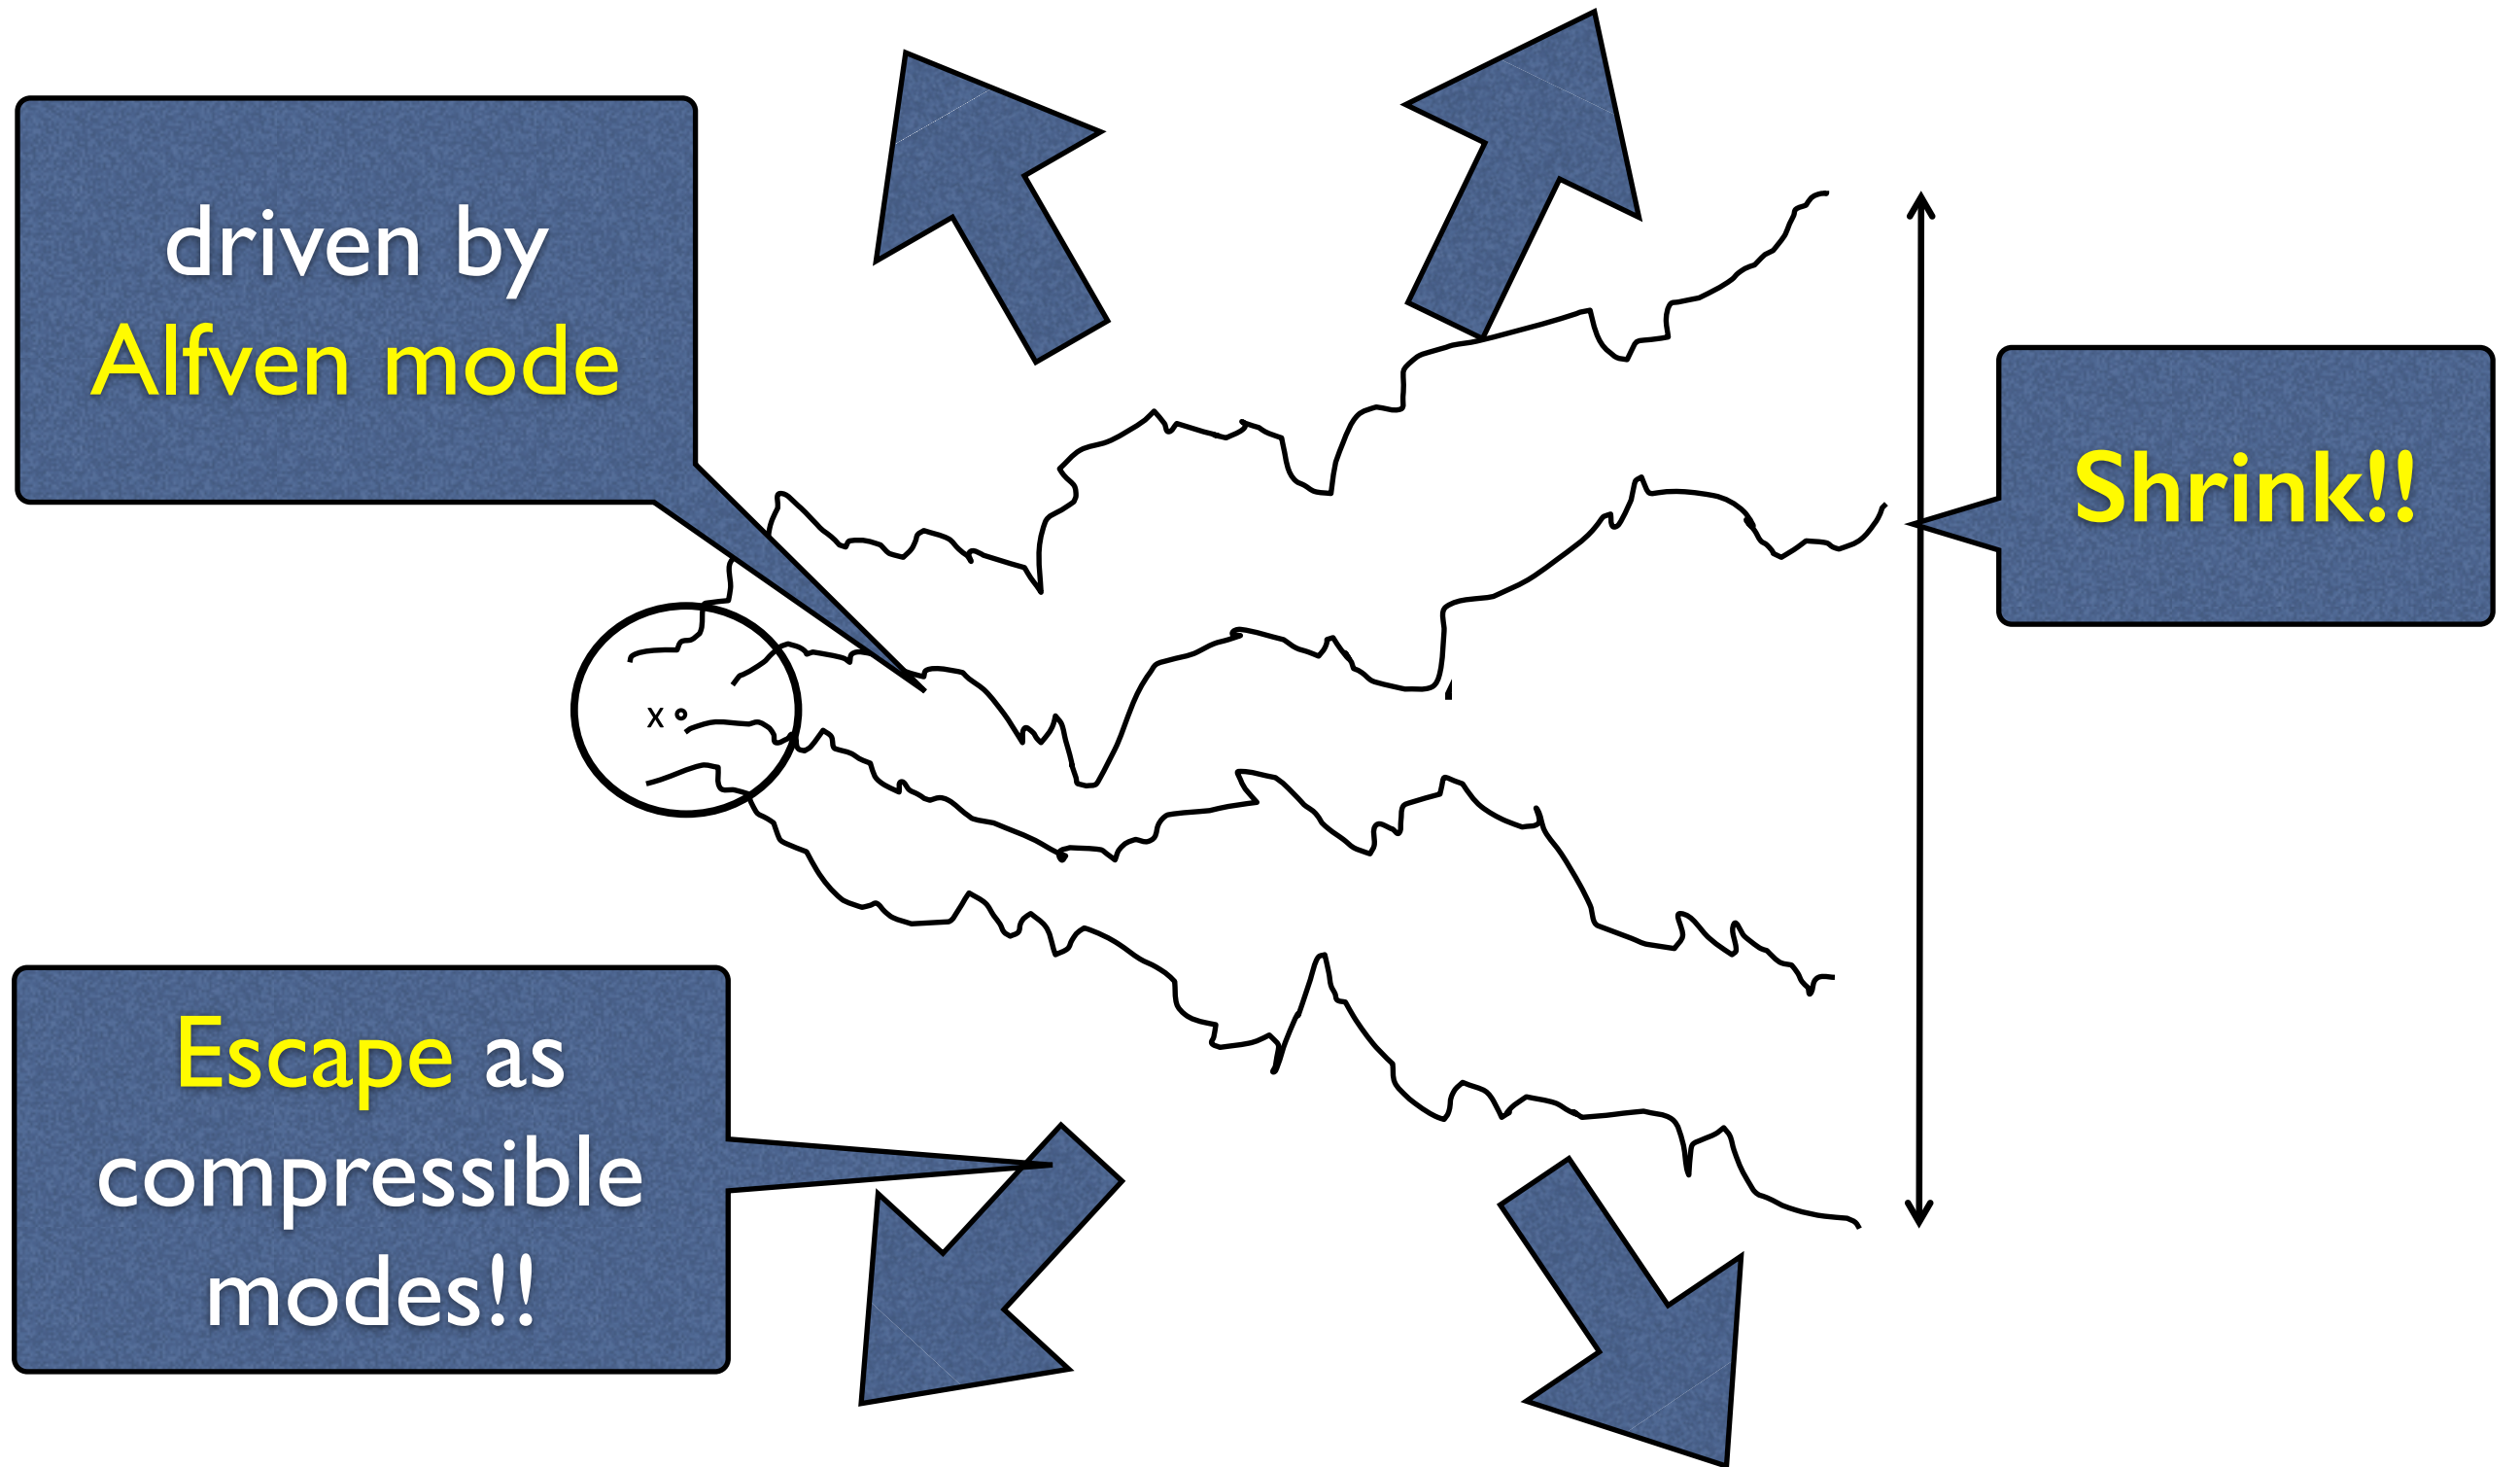 driven by
Alfven mode
Shrink!!
x
Escape as
compressible
modes!!